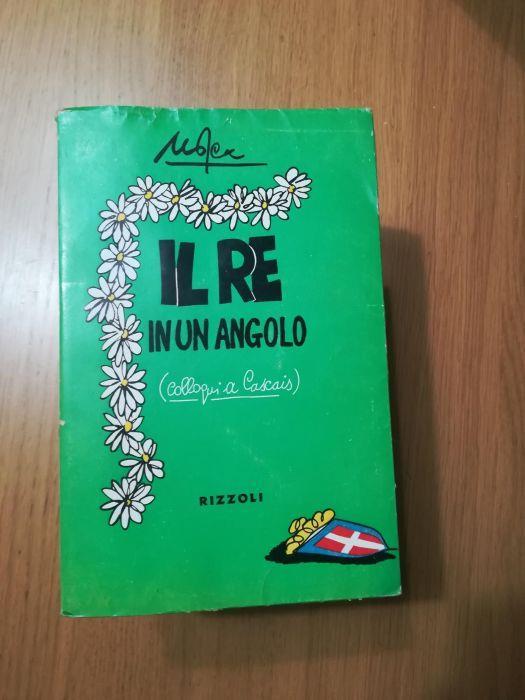 Mosca
IL RE
IN UN ANGOLO
(Colloqui a Cascais)
RIZZOLI